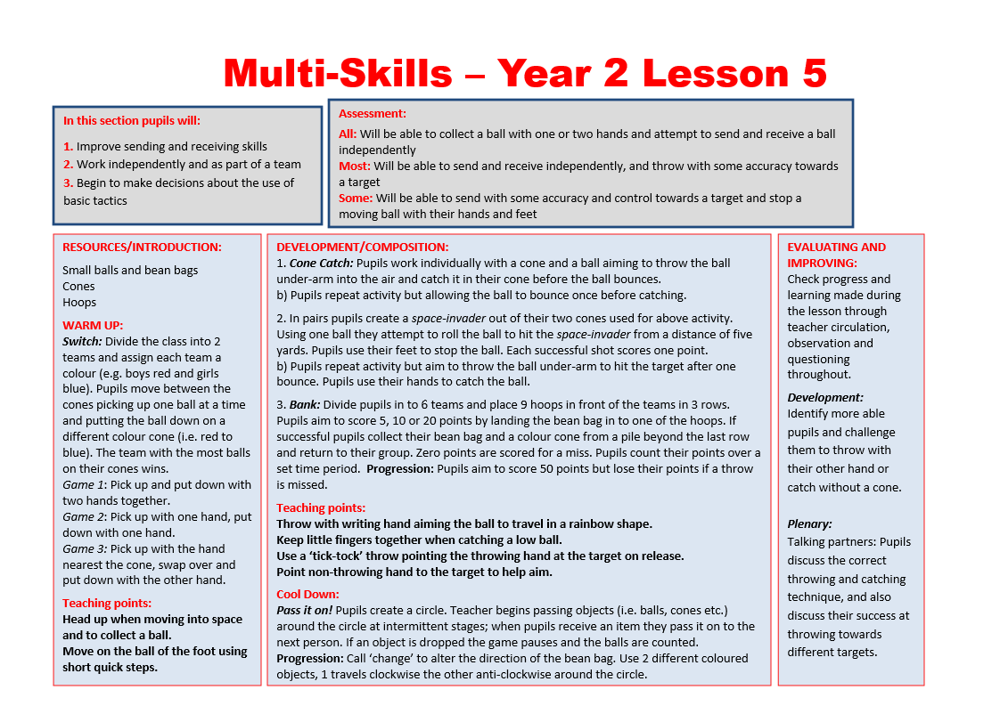 Multi-Skills – Year 2 Lesson 5
In this section pupils will:
1. Improve sending and receiving skills
2. Work independently and as part of a team
3. Begin to make decisions about the use of
basic tactics
Assessment:
All: Will be able to collect a ball with one or two hands and attempt to send and receive a ball
independently
Most: Will be able to send and receive independently, and throw with some accuracy towards
a target
Some: Will be able to send with some accuracy and control towards a target and stop a
moving ball with their hands and feet
RESOURCES/INTRODUCTION:
Small balls and bean bags
Cones
Hoops
WARM UP:
Switch: Divide the class into 2
teams and assign each team a
colour (e.g. boys red and girls
blue). Pupils move between the
cones picking up one ball at a time
and putting the ball down on a
different colour cone (i.e. red to
blue). The team with the most balls
on their cones wins.
Game 1: Pick up and put down with
two hands together.
Game 2: Pick up with one hand, put
down with one hand.
Game 3: Pick up with the hand
nearest the cone, swap over and
put down with the other hand.
Teaching points:
Head up when moving into space
and to collect a ball.
Move on the ball of the foot using
short quick steps.
DEVELOPMENT/COMPOSITION:
1. Cone Catch: Pupils work individually with a cone and a ball aiming to throw the ball
under-arm into the air and catch it in their cone before the ball bounces.
b) Pupils repeat activity but allowing the ball to bounce once before catching.
2. In pairs pupils create a space-invader out of their two cones used for above activity.
Using one ball they attempt to roll the ball to hit the space-invader from a distance of five
yards. Pupils use their feet to stop the ball. Each successful shot scores one point.
b) Pupils repeat activity but aim to throw the ball under-arm to hit the target after one
bounce. Pupils use their hands to catch the ball.
3. Bank: Divide pupils in to 6 teams and place 9 hoops in front of the teams in 3 rows.
Pupils aim to score 5, 10 or 20 points by landing the bean bag in to one of the hoops. If
successful pupils collect their bean bag and a colour cone from a pile beyond the last row
and return to their group. Zero points are scored for a miss. Pupils count their points over a
set time period. Progression: Pupils aim to score 50 points but lose their points if a throw
is missed.
Teaching points:
Throw with writing hand aiming the ball to travel in a rainbow shape.
Keep little fingers together when catching a low ball.
Use a ‘tick-tock’ throw pointing the throwing hand at the target on release.
Point non-throwing hand to the target to help aim.
Cool Down:
Pass it on! Pupils create a circle. Teacher begins passing objects (i.e. balls, cones etc.)
around the circle at intermittent stages; when pupils receive an item they pass it on to the
next person. If an object is dropped the game pauses and the balls are counted.
Progression: Call ‘change’ to alter the direction of the bean bag. Use 2 different coloured
objects, 1 travels clockwise the other anti-clockwise around the circle.
EVALUATING AND
IMPROVING:
Check progress and
learning made during
the lesson through
teacher circulation,
observation and
questioning
throughout.
Development:
Identify more able
pupils and challenge
them to throw with
their other hand or
catch without a cone.
Plenary:
Talking partners: Pupils
discuss the correct
throwing and catching
technique, and also
discuss their success at
throwing towards
different targets.